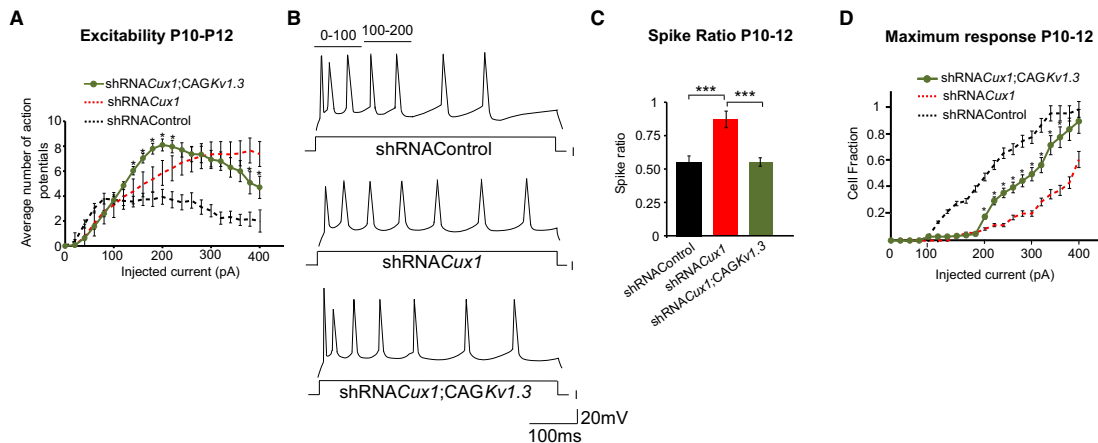 A
Excitability P10-P12
shRNACux1;CAGKv1.3
shRNACux1
shRNAControl
Average number of action
potentials
10
8
6
4
2
0
0
100
200
300
400
Injected current (pA)
* * * * * * *
B
0-100
100-200
shRNAControl
shRNACux1
shRNACux1;CAGKv1.3
20mV
100ms
C
Spike Ratio P10-12
***
***
Spike ratio
1
0.75
0.5
0.25
0
shRNAControl
shRNACux1
shRNACux1;CAGKv1.3
D
Maximum response P10-12
shRNACux1;CAGKv1.3
shRNACux1
shRNAControl
Cell Fraction
1
0.8
0.6
0.4
0.2
0
100
200
300
400
Injected current (pA)